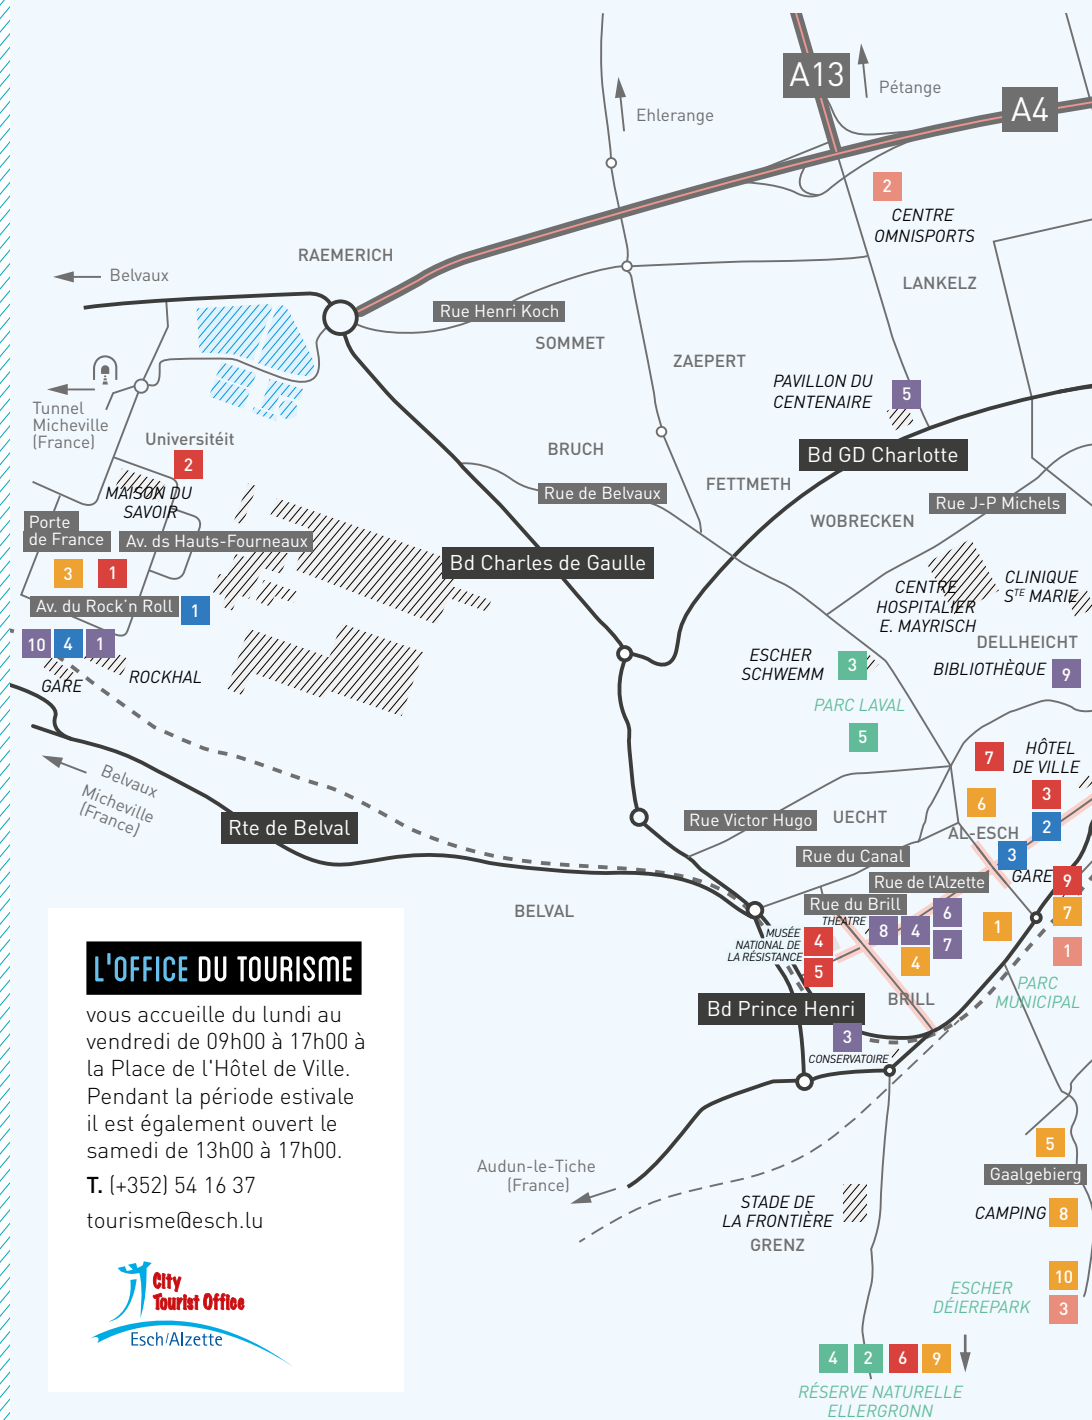 A13
Pétange
A4
Ehlerange
2
CENTRE
OMNISPORTS
RAEMERICH
Belvaux
LANKELZ
Rue Henri Koch
SOMMET
ZAEPERT
PAVILLON DU
CENTENAIRE
5
Tunnel
Micheville
(France)
Universitéit
2
MAISON DU
SAVOIR
BRUCH
Bd GD Charlotte
FETTMETH
Rue de Belvaux
Rue J-P Michels
WOBRECKEN
Porte
de France
Av. ds Hauts-Fourneaux
3
1
Bd Charles de Gaulle
CENTRE
HOSPITALIER
E. MAYRISCH
CLINIQUE
STE MARIE
Av. du Rock'n Roll
1
10
4
1
GARE
ROCKHAL
DELLHEICHT
ESCHER
SCHWEMM
3
BIBLIOTHÈQUE
9
PARC LAVAL
5
7
HÔTEL
DE VILLE
Belvaux
Micheville
(France)
6
3
2
Rte de Belval
Rue Victor Hugo
UECHT
AL-ESCH
3
Rue du Canal
GARE
9
Rue de l'Alzette
7
Rue du Brill
BELVAL
THÉATRE
8
4
6
7
1
1
MUSÉE
NATIONAL DE
LA RÉSISTANCE
4
5
4
PARC
MUNICIPAL
BRILL
Bd Prince Henri
3
CONSERVATOIRE
L'OFFICE DU TOURISME
vous accueille du lundi au
vendredi de 09h00 à 17h00 à
la Place de l'Hôtel de Ville.
Pendant la période estivale
il est également ouvert le
samedi de 13h00 à 17h00.
T. (+352) 54 16 37
tourisme@esch.lu
City
Tourist Office
Esch/Alzette
Audun-le-Tiche
(France)
5
Gaalgebierg
STADE DE
LA FRONTIÈRE
CAMPING
8
GRENZ
10
ESCHER
DÉIEREPARK
3
4
2
6
9
RÉSERVE NATURELLE
ELLERGRONN